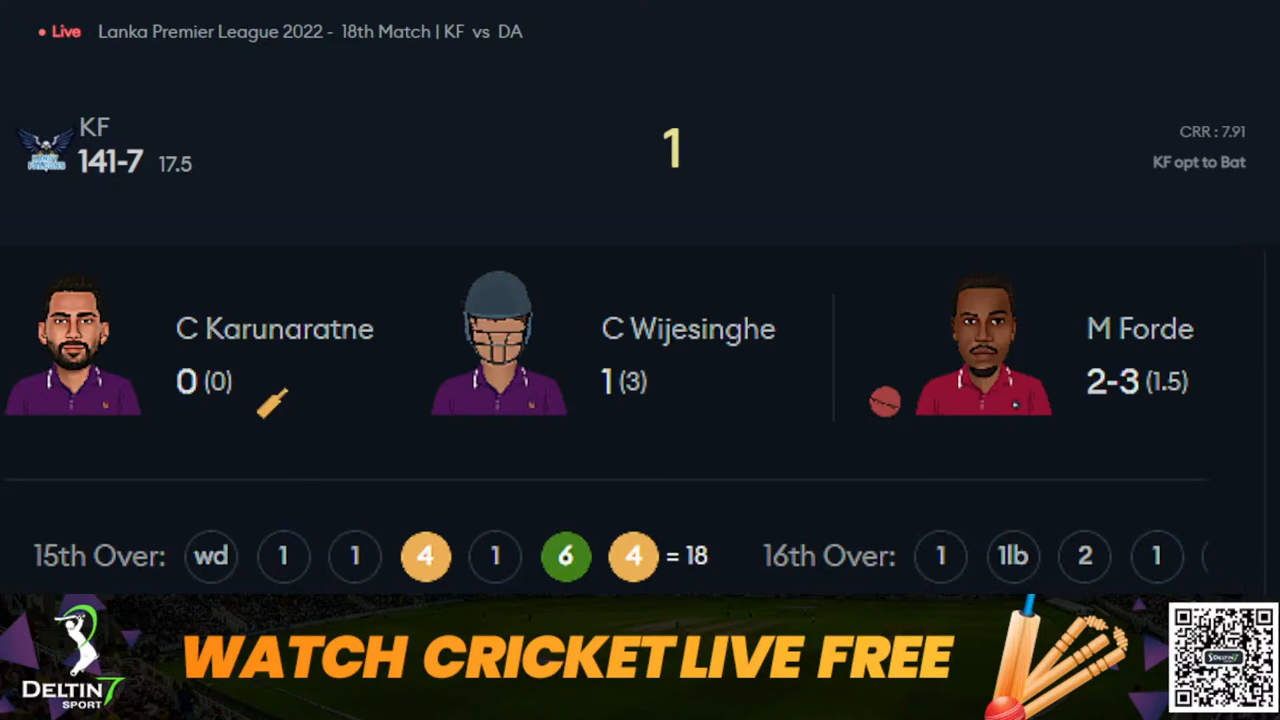 Live Lanka Premier League 2022 - 18th Match | KF vs DA
KF
141-7 17.5
1
CRR : 7.91
KF opt to Bat
C Karunaratne
0 (0)
C Wijesinghe
1 (3)
M Forde
2-3 (1.5)
15th Over: wd 1 1 4 1 6 4 = 18 16th Over: 1 1lb 2 1
WATCH CRICKET LIVE FREE
DELTIN7
SPORT